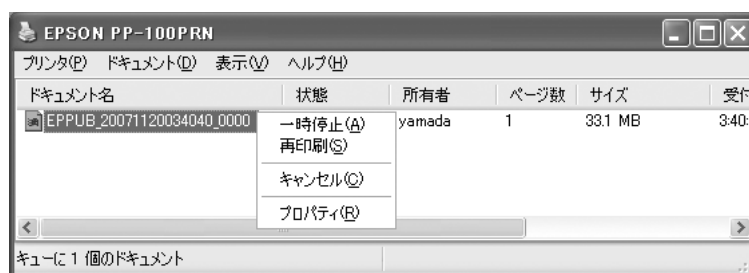 EPSON PP-100PRN
プリンタ(P) ドキュメント(D) 表示(V) ヘルプ(H)
ドキュメント名 状態 所有者 ページ数 サイズ 受付
EPPUB_20071120034040_0000 yamada 1 33.1 MB 3:40:
一時停止(A)
再印刷(S)
キャンセル(C)
プロパティ(R)
キューに 1 個のドキュメント